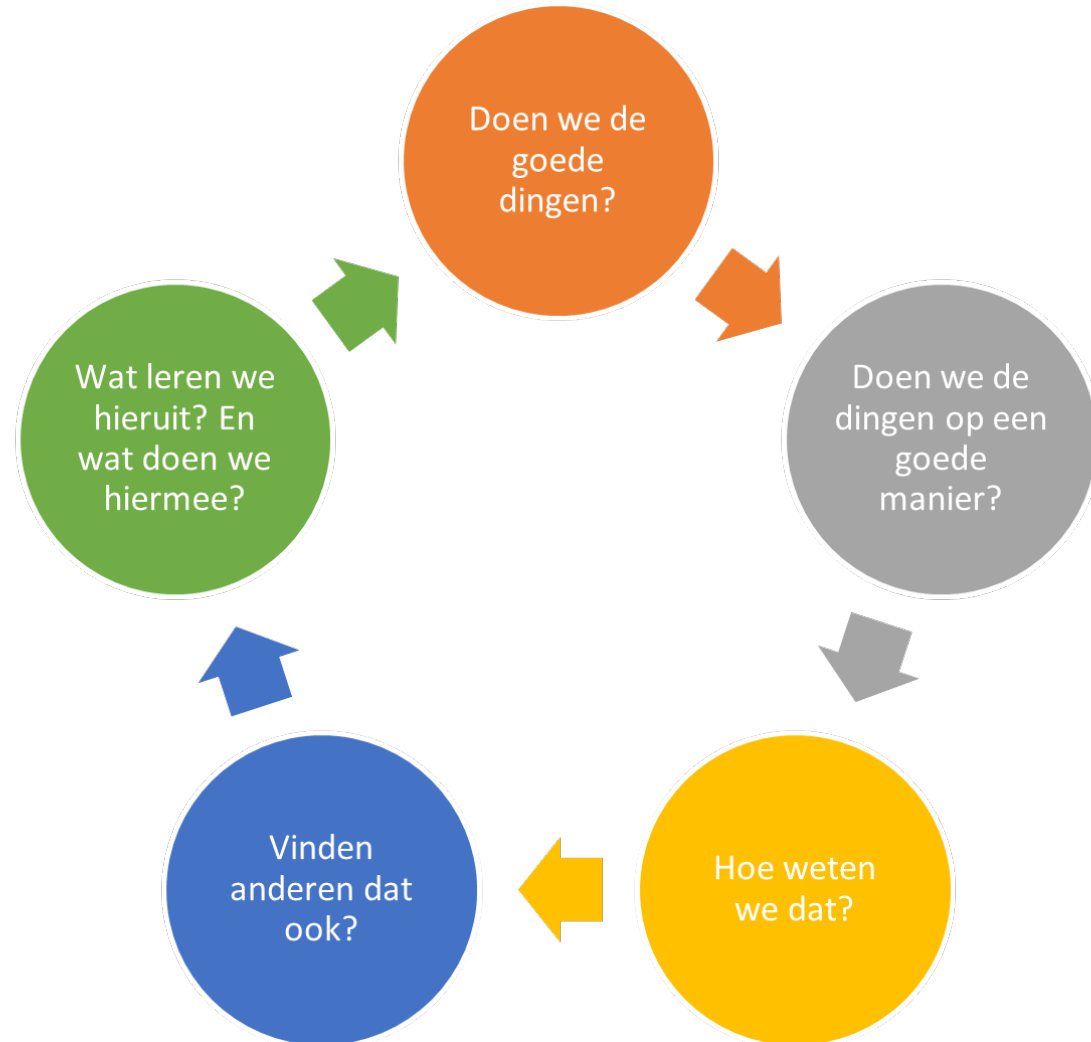 Doen we de
goede
dingen?
Doen we de
dingen op een
goede
manier?
Hoe weten
we dat?
Vinden
anderen dat
ook?
Wat leren we
hieruit? En
wat doen we
hiermee?